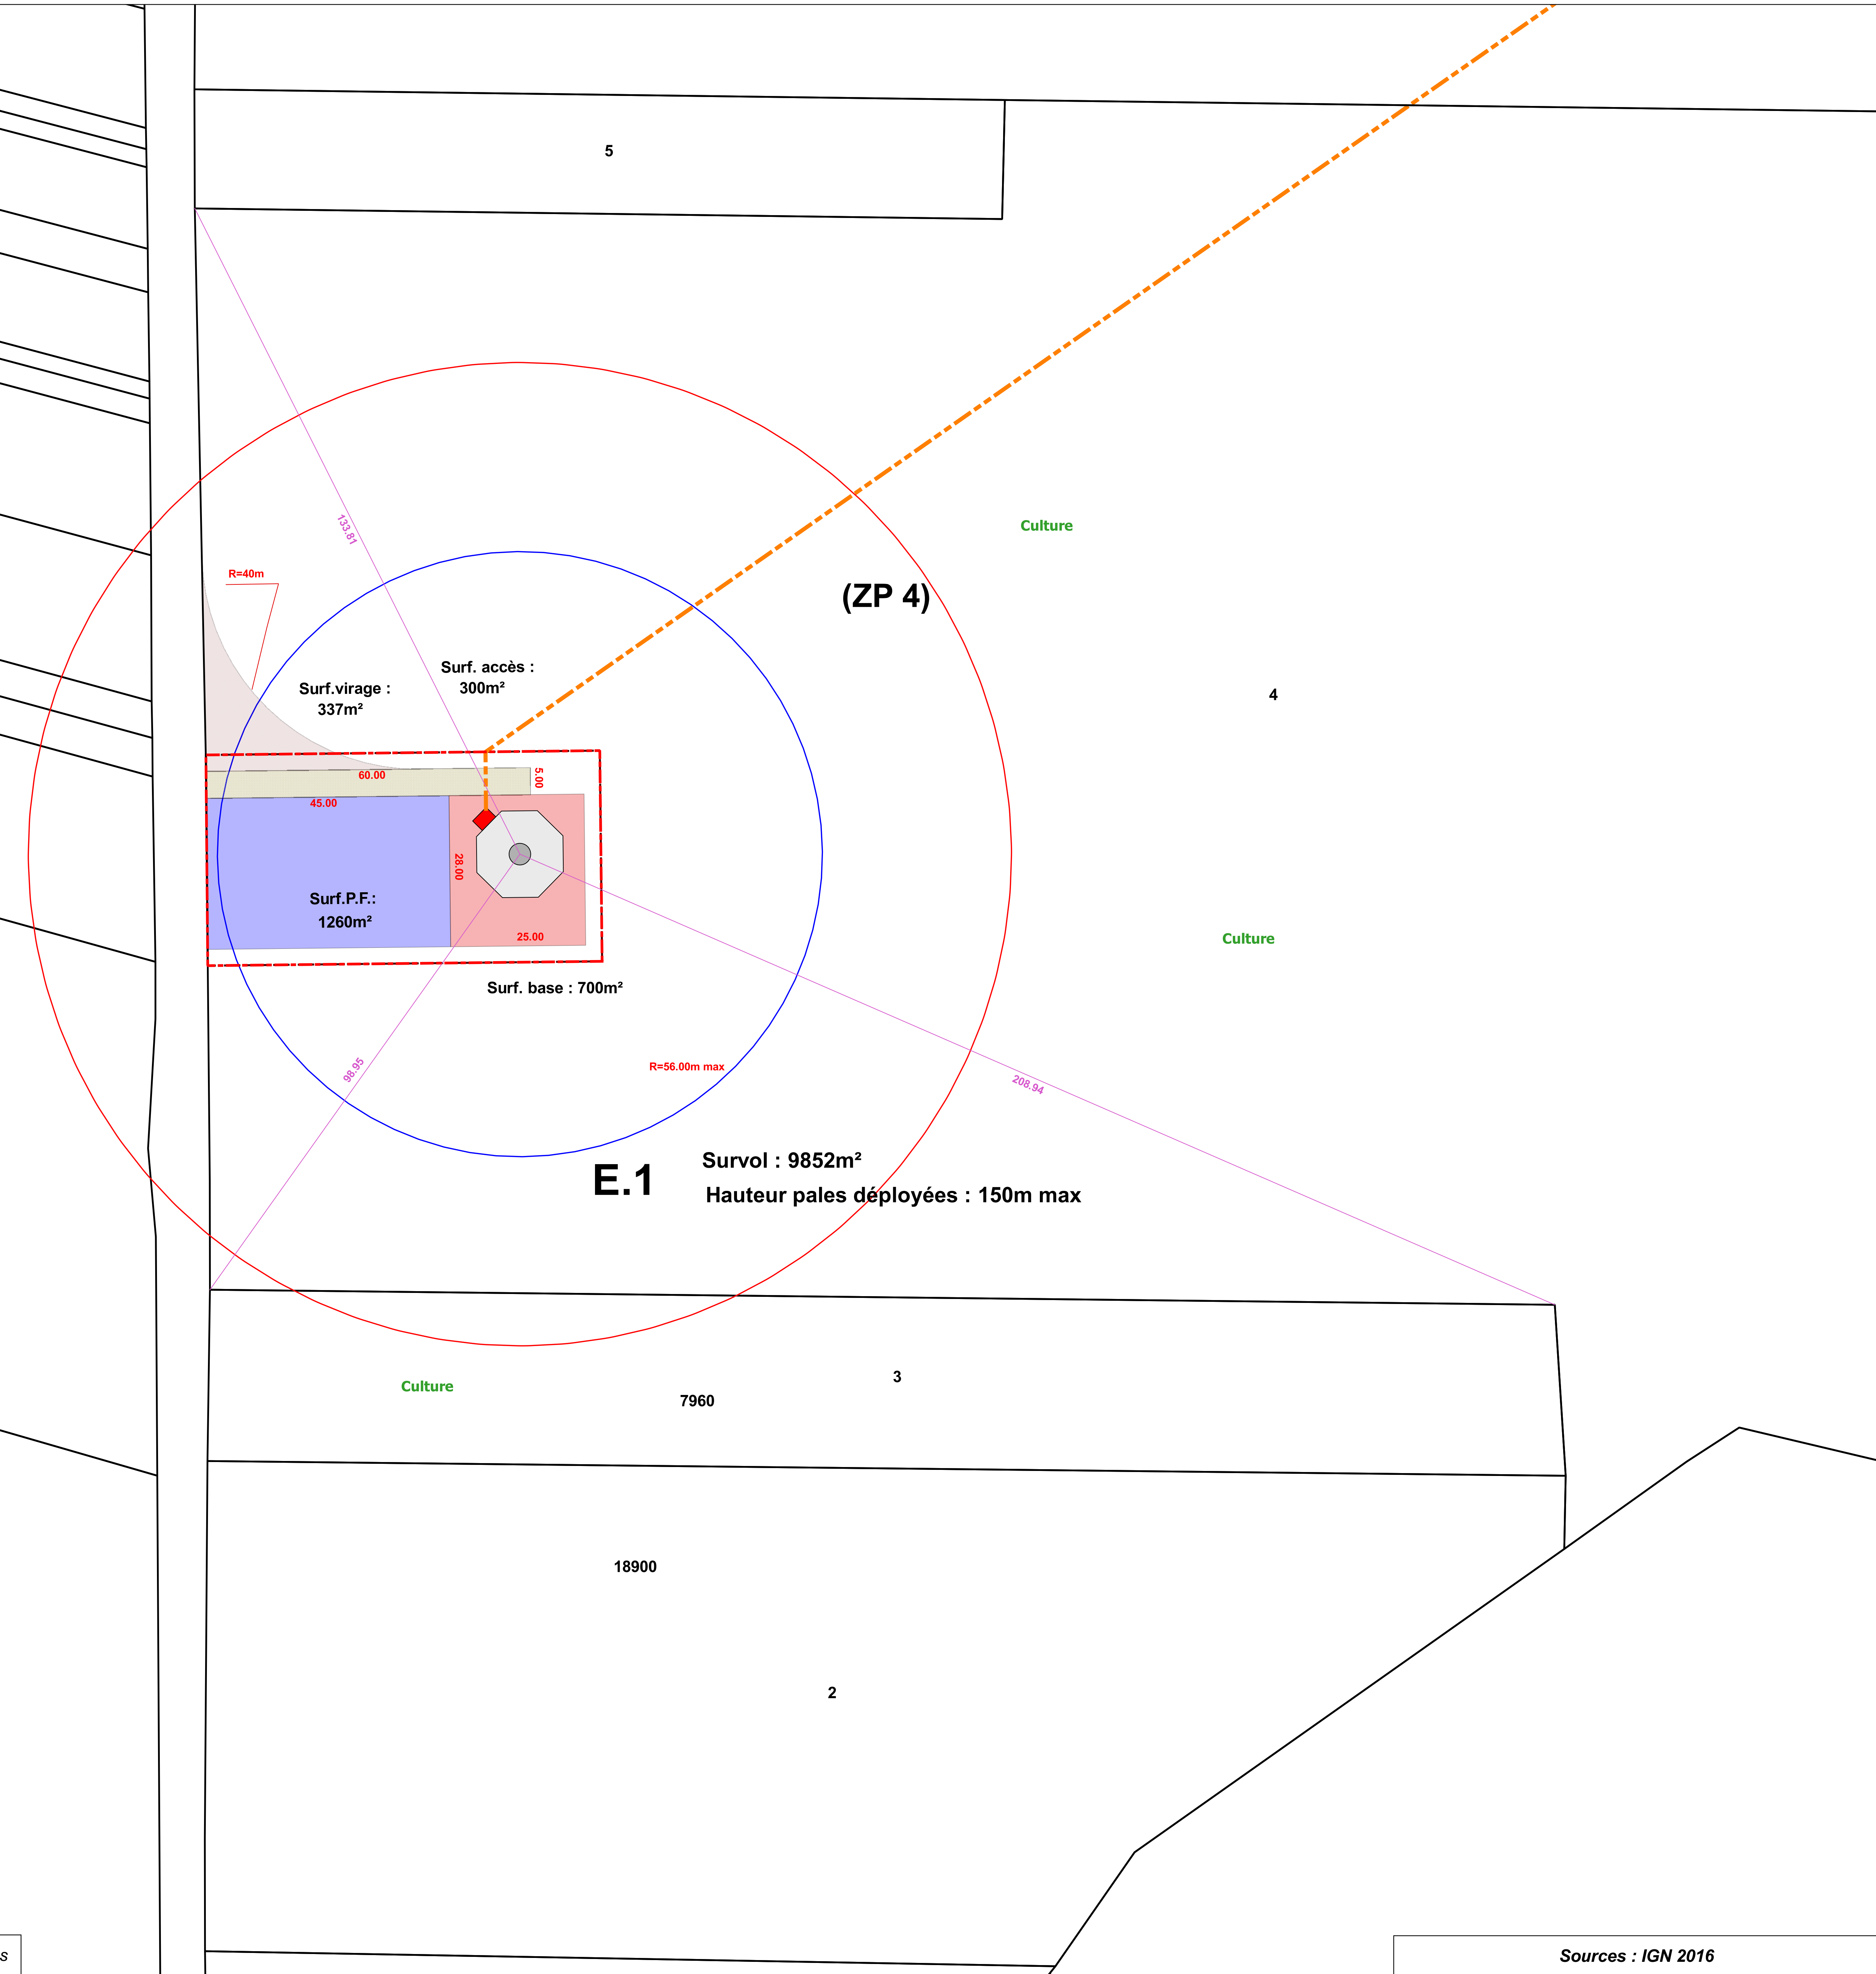 5
133.81
Culture
R=40m
(ZP 4)
Surf. accès :
300m²
Surf.virage :
337m²
4
60.00
5.00
45.00
28.00
Surf.P.F.:
1260m²
25.00
Culture
Surf. base : 700m²
R=56.00m max
98.95
208.94
E.1
Survol : 9852m²
Hauteur pales déployées : 150m max
3
Culture
7960
18900
2
s
Sources : IGN 2016